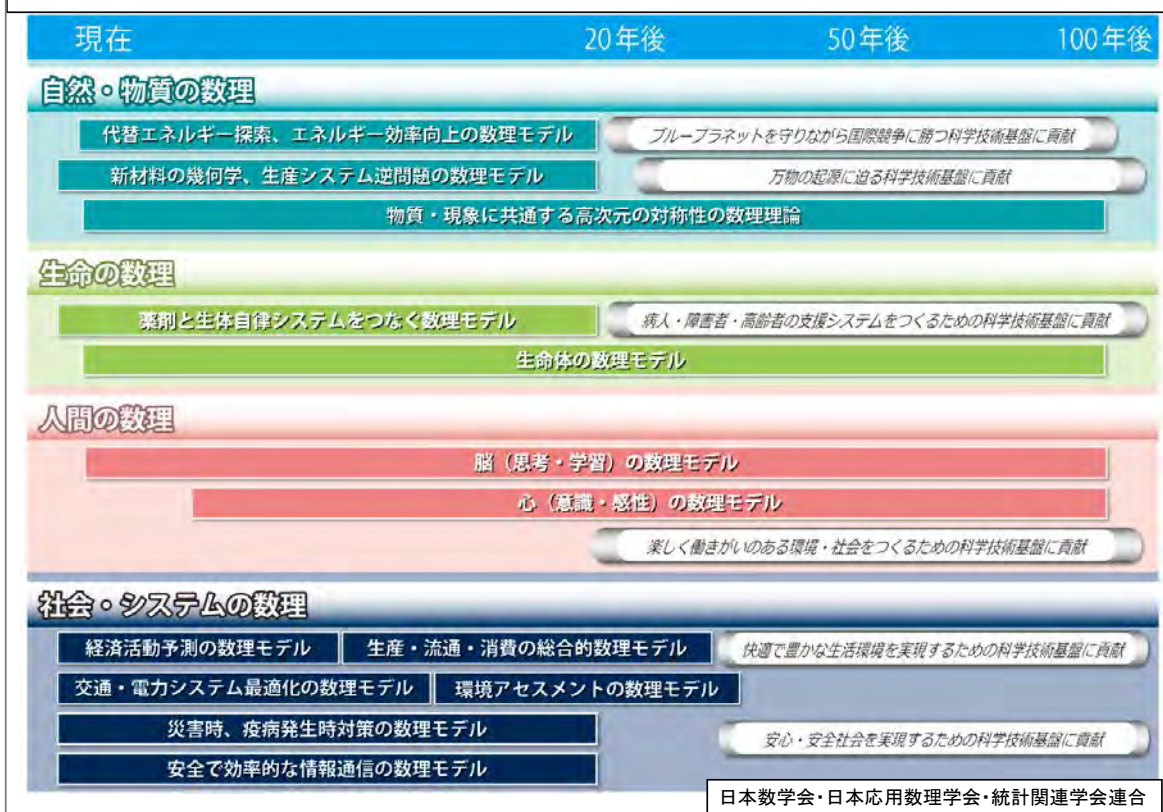 現在 20年後 50年後 100年後
自然・物質の数理
代替エネルギー探索、エネルギー効率向上の数理モデル
ブループラネットを守りながら国際競争に勝つ科学技術基盤に貢献
新材料の幾何学、生産システム逆問題の数理モデル
万物の起源に迫る科学技術基盤に貢献
物質・現象に共通する高次元の対称性の数理理論
生命の数理
薬剤と生体自律システムをつなぐ数理モデル
病人・障害者・高齢者の支援システムをつくるための科学技術基盤に貢献
生命体の数理モデル
人間の数理
脳（思考・学習）の数理モデル
心（意識・感性）の数理モデル
楽しく働きがいのある環境・社会をつくるための科学技術基盤に貢献
社会・システムの数理
経済活動予測の数理モデル
生産・流通・消費の総合的数理モデル
快適で豊かな生活環境を実現するための科学技術基盤に貢献
交通・電力システム最適化の数理モデル
環境アセスメントの数理モデル
災害時、疫病発生時対策の数理モデル
安心・安全社会を実現するための科学技術基盤に貢献
安全で効率的な情報通信の数理モデル
日本数学会・日本応用数理学会・統計関連学会連合